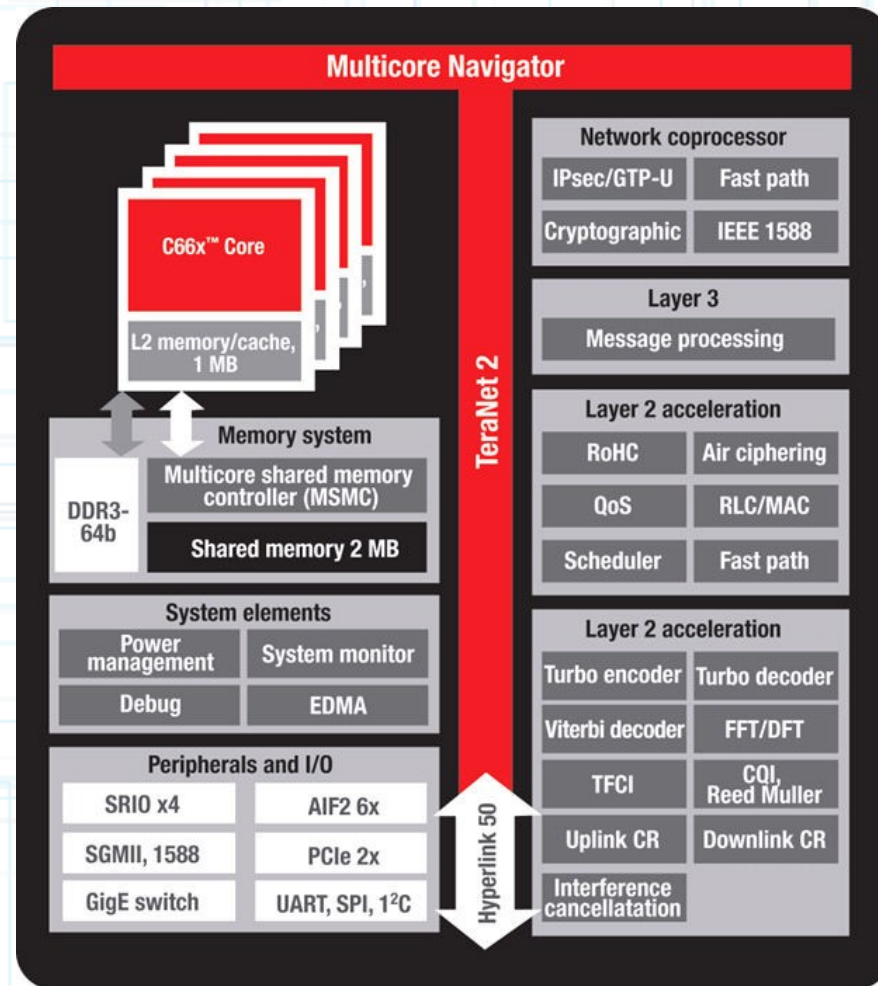 Multicore Navigator
C66x™ Core
L2 memory/cache,
1 MB
Memory system
DDR3-
64b
Multicore shared memory
controller (MSMC)
Shared memory 2 MB
System elements
Power
management
System monitor
Debug
EDMA
Peripherals and I/O
SRIO x4
AIF2 6x
SGMII, 1588
PCIe 2x
GigE switch
UART, SPI, 1²C
TeraNet 2
Hyperlink 50
Network coprocessor
IPsec/GTP-U
Fast path
Cryptographic
IEEE 1588
Layer 3
Message processing
Layer 2 acceleration
RoHC
Air ciphering
QoS
RLC/MAC
Scheduler
Fast path
Layer 2 acceleration
Turbo encoder
Turbo decoder
Viterbi decoder
FFT/DFT
TFCI
CQI,
Reed Muller
Uplink CR
Downlink CR
Interference
cancellatation